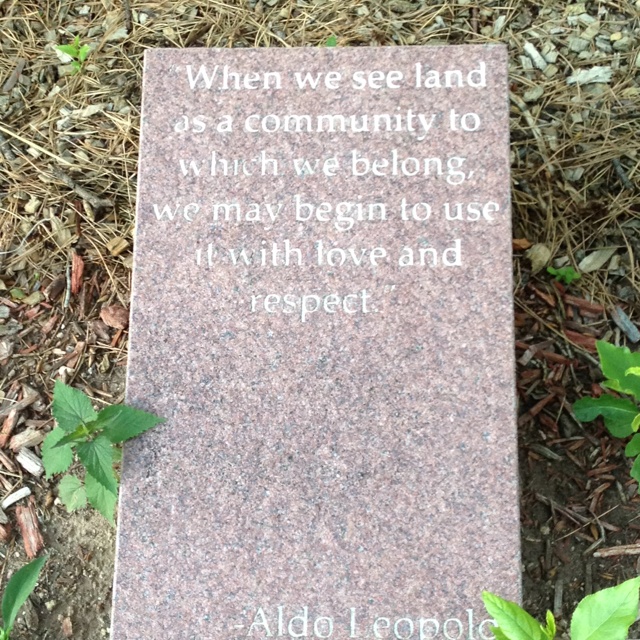 "When we see land
as a community to
which we belong,
we may begin to use
it with love and
respect."
-Aldo Leopold